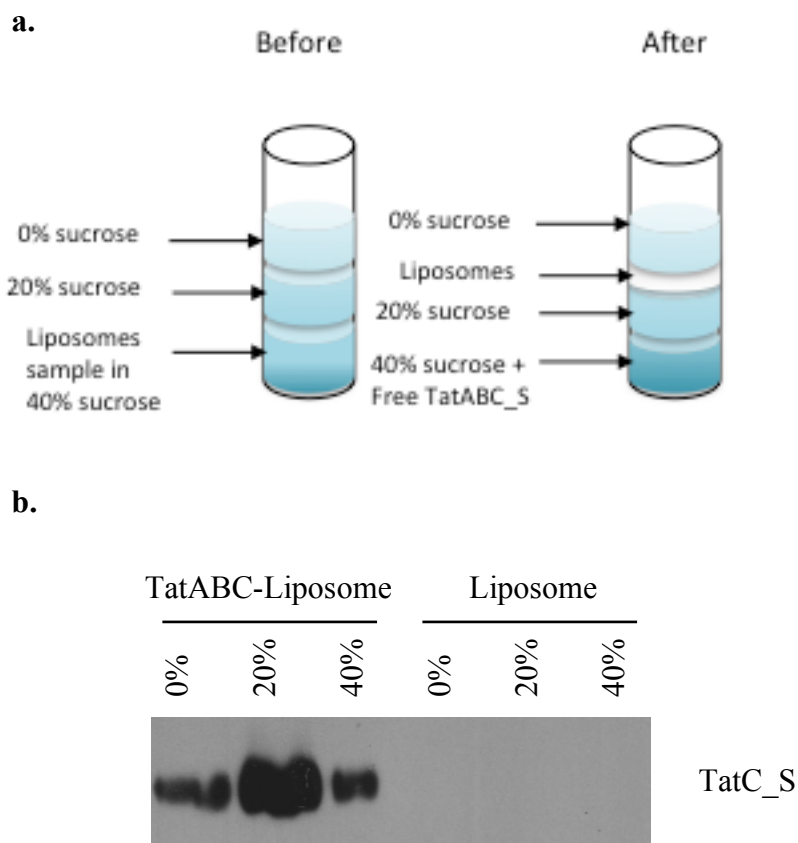 a.
Before
After
0% sucrose
20% sucrose
Liposomes
sample in
40% sucrose
0% sucrose
Liposomes
20% sucrose
40% sucrose +
Free TatABC_S
b.
TatABC-Liposome
Liposome
0%
20%
40%
0%
20%
40%
TatC_S